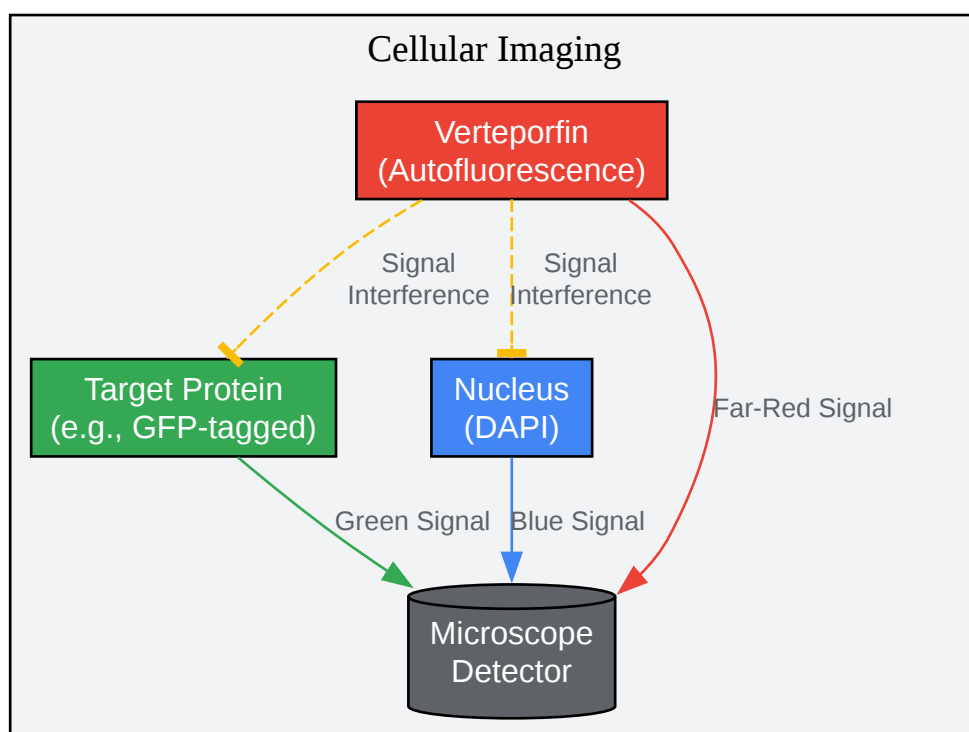 Cellular Imaging
Verteporfin
(Autofluorescence)
Signal
Interference
Signal
Interference
Target Protein
(e.g., GFP-tagged)
Nucleus
(DAPI)
Far-Red Signal
Green Signal
Blue Signal
Microscope
Detector